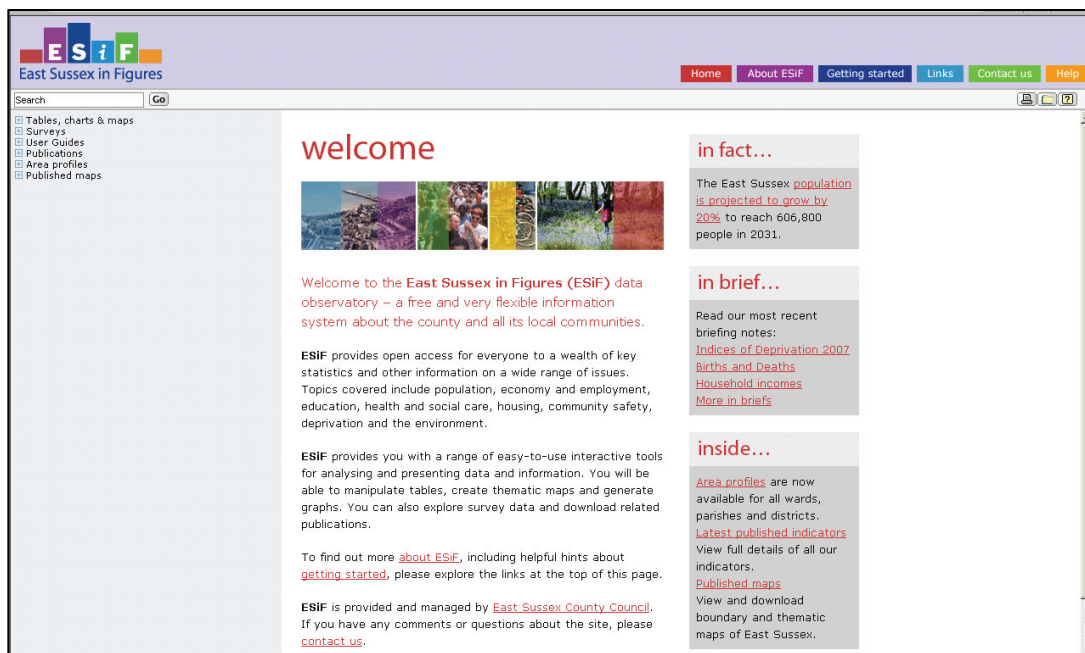 ESiF
East Sussex in Figures
Home About ESiF Getting started Links Contact us Help
Search Go
Tables, charts & maps
Surveys
User Guides
Publications
Area profiles
Published maps
welcome
Welcome to the East Sussex in Figures (ESiF) data
observatory – a free and very flexible information
system about the county and all its local communities.
ESiF provides open access for everyone to a wealth of key
statistics and other information on a wide range of issues.
Topics covered include population, economy and employment,
education, health and social care, housing, community safety,
deprivation and the environment.
ESiF provides you with a range of easy-to-use interactive tools
for analysing and presenting data and information. You will be
able to manipulate tables, create thematic maps and generate
graphs. You can also explore survey data and download related
publications.
To find out more about ESiF, including helpful hints about
getting started, please explore the links at the top of this page.
ESiF is provided and managed by East Sussex County Council.
If you have any comments or questions about the site, please
contact us.
in fact...
The East Sussex population
is projected to grow by
20% to reach 606,800
people in 2031.
in brief...
Read our most recent
briefing notes:
Indices of Deprivation 2007
Births and Deaths
Household incomes
More in briefs
inside...
Area profiles are now
available for all wards,
parishes and districts.
Latest published indicators
View full details of all our
indicators.
Published maps
View and download
boundary and thematic
maps of East Sussex.